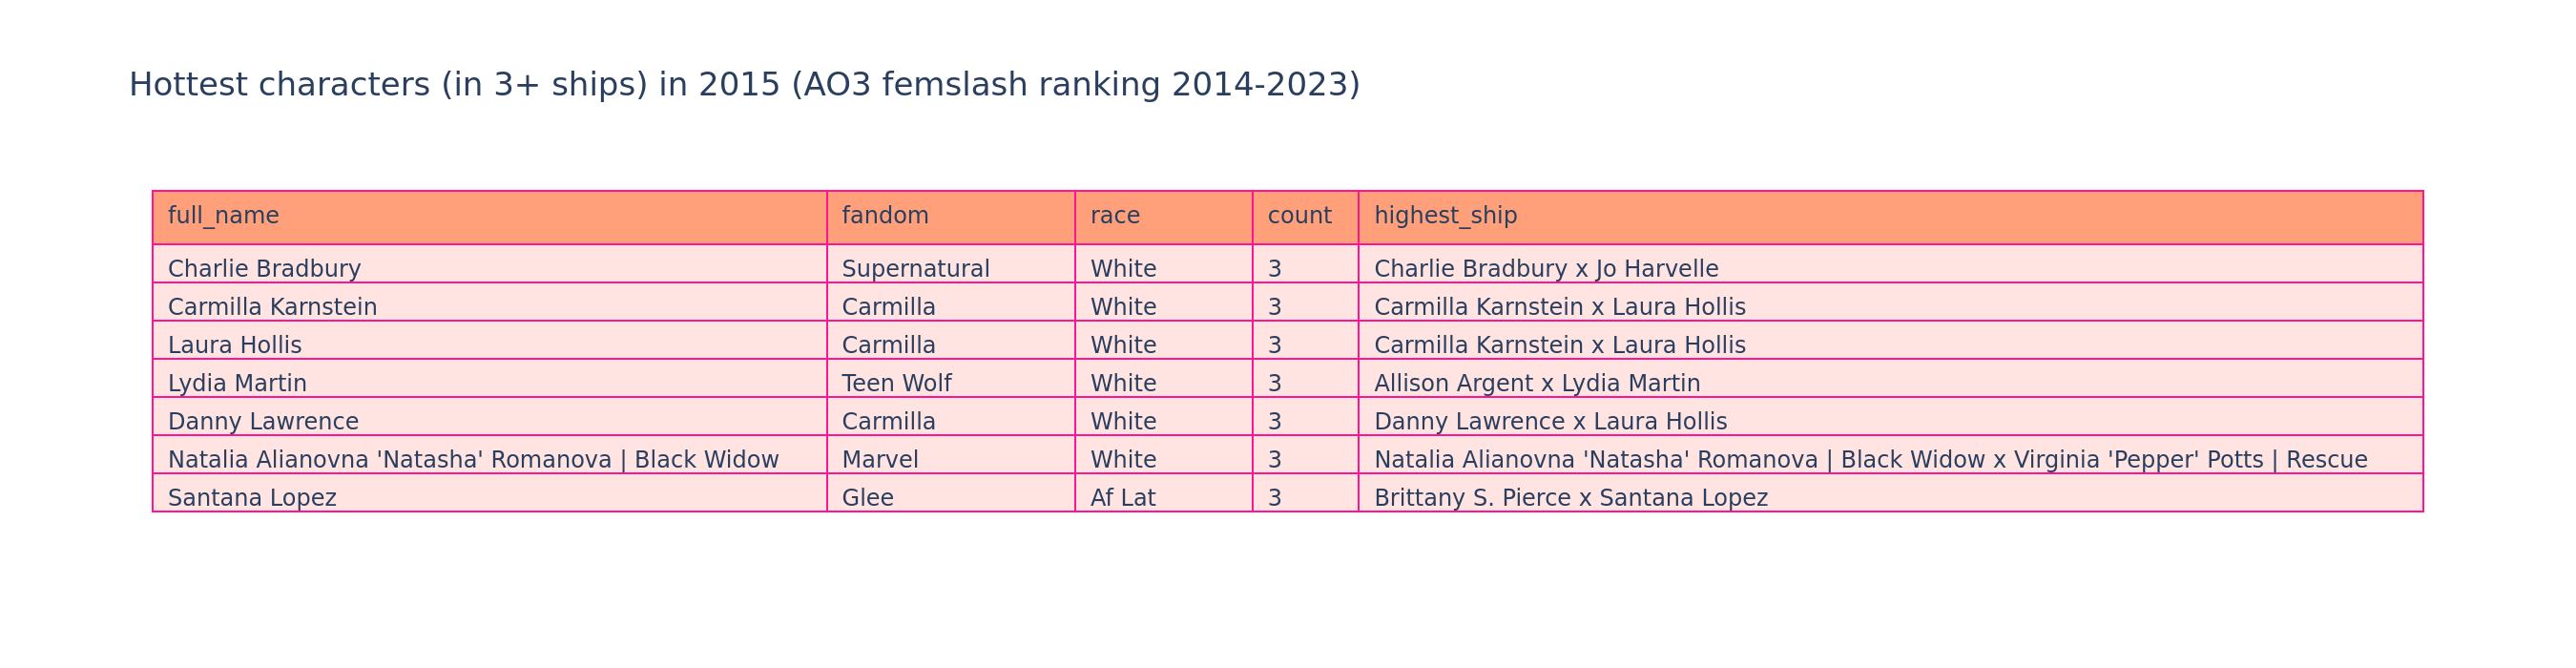 Hottest characters (in 3+ ships) in 2015 (AO3 femslash ranking 2014-2023)
full_name fandom race count highest_ship
Charlie Bradbury Supernatural White 3 Charlie Bradbury x Jo Harvelle
Carmilla Karnstein Carmilla White 3 Carmilla Karnstein x Laura Hollis
Laura Hollis Carmilla White 3 Carmilla Karnstein x Laura Hollis
Lydia Martin Teen Wolf White 3 Allison Argent x Lydia Martin
Danny Lawrence Carmilla White 3 Danny Lawrence x Laura Hollis
Natalia Alianovna 'Natasha' Romanova | Black Widow Marvel White 3 Natalia Alianovna 'Natasha' Romanova | Black Widow x Virginia 'Pepper' Potts | Rescue
Santana Lopez Glee Af Lat 3 Brittany S. Pierce x Santana Lopez